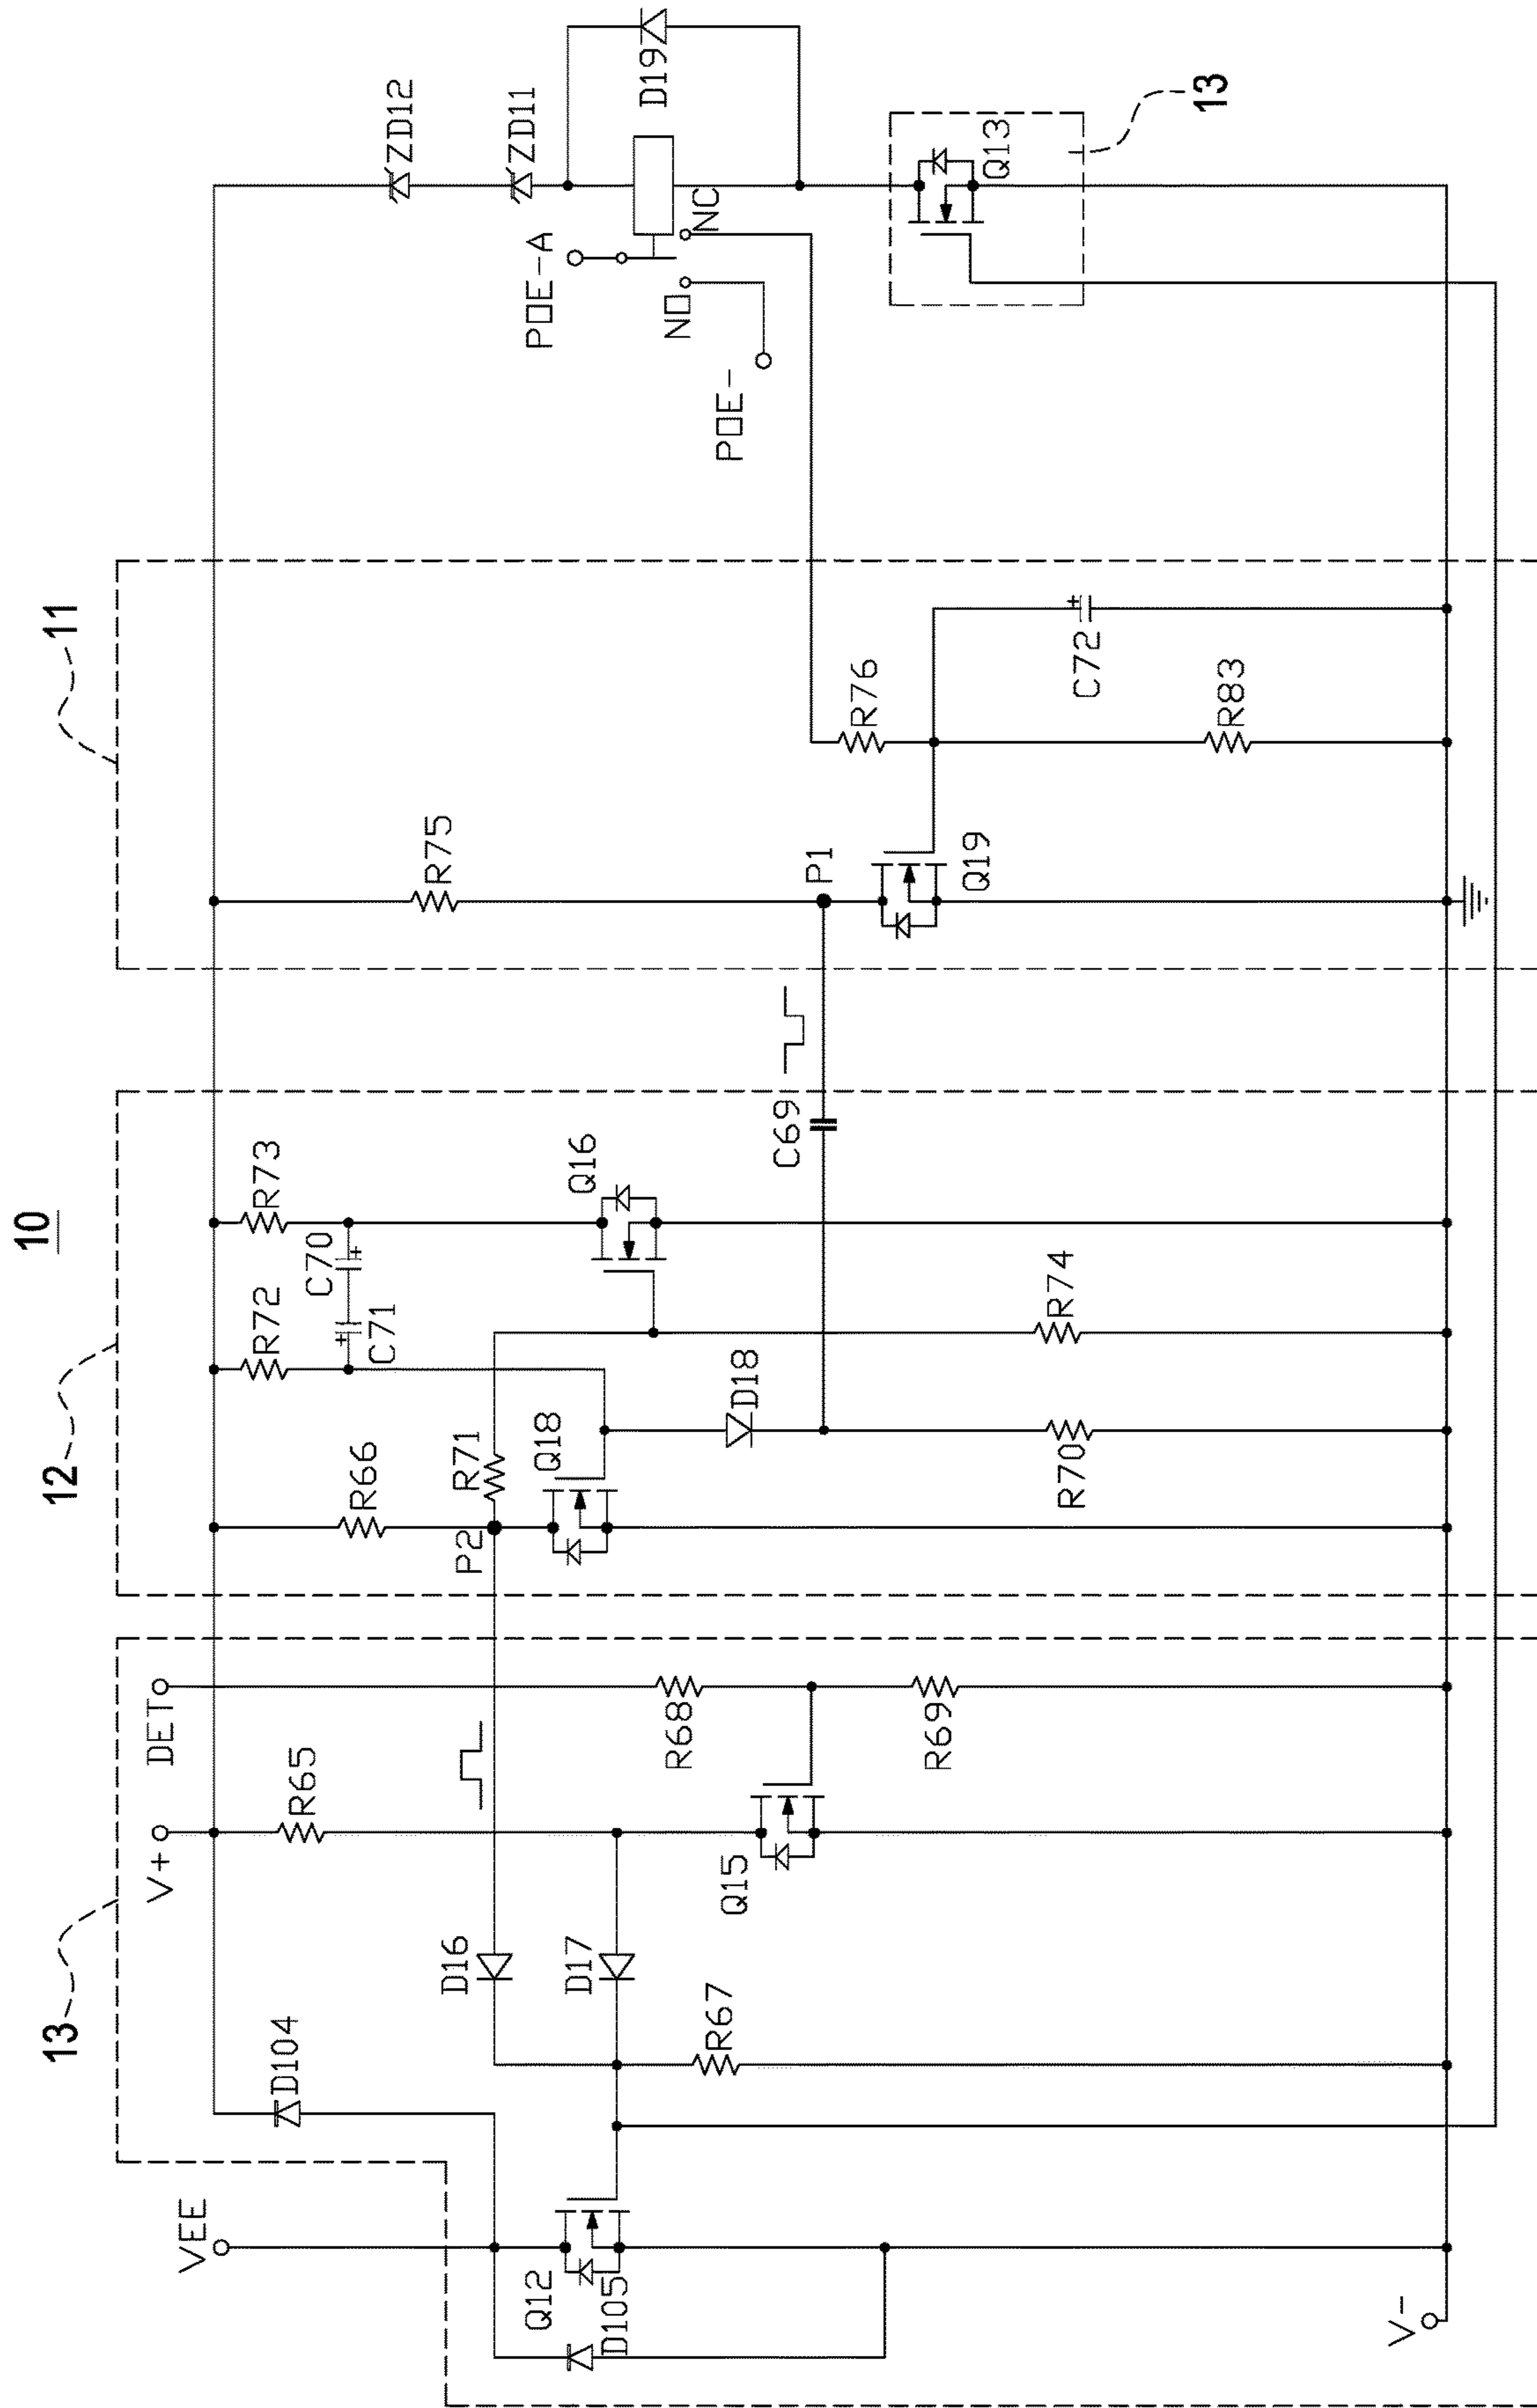 10
13
12
11
VEE
V+
DET
D104
R65
R66
R72
R73
C70
C71
R75
ZD12
ZD11
D19
POE-A
NC
NO
POE-
P2
R71
Q16
D16
D17
Q18
D18
C69
P1
Q12
D105
R67
Q15
R68
R69
R70
R74
Q19
R76
C72
R83
Q13
13
V-